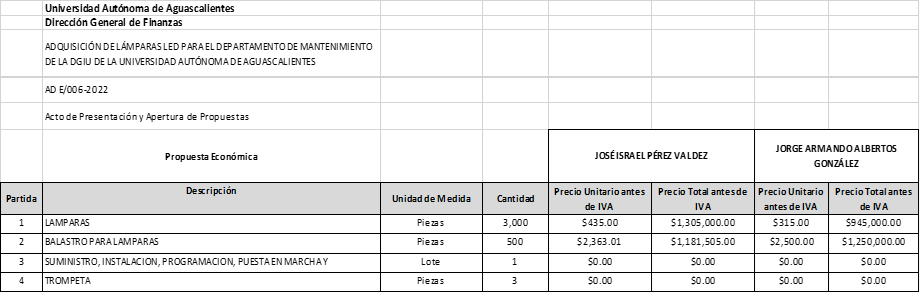 Universidad Autónoma de Aguascalientes
Dirección General de Finanzas
ADQUISICIÓN DE LÁMPARAS LED PARA EL DEPARTAMENTO DE MANTENIMIENTO
DE LA DGIU DE LA UNIVERSIDAD AUTÓNOMA DE AGUASCALIENTES
AD E/006-2022
Acto de Presentación y Apertura de Propuestas
Propuesta Económica JOSÉ ISRAEL PÉREZ VALDEZ JORGE ARMANDO ALBERTOS
GONZÁLEZ
Partida Descripción Unidad de Medida Cantidad Precio Unitario antes de IVA Precio Total antes de IVA Precio Unitario antes de IVA Precio Total antes de IVA
1 LAMPARAS Piezas 3,000 $435.00 $1,305,000.00 $315.00 $945,000.00
2 BALASTRO PARA LAMPARAS Piezas 500 $2,363.01 $1,181,505.00 $2,500.00 $1,250,000.00
3 SUMINISTRO, INSTALACION, PROGRAMACION, PUESTA EN MARCHA Y Lote 1 $0.00 $0.00 $0.00 $0.00
4 TROMPETA Piezas 3 $0.00 $0.00 $0.00 $0.00